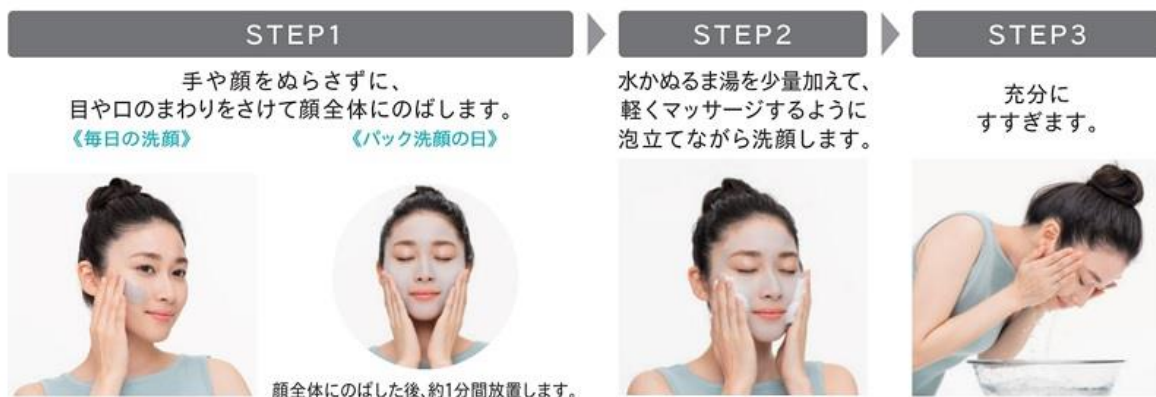 STEP1
手や顔をぬらさずに、
目や口のまわりをさけて顔全体にのばします。
《毎日の洗顔》
《パック洗顔の日》
顔全体にのばした後、約1分間放置します。
STEP2
水かぬるま湯を少量加えて、
軽くマッサージするように
泡立てながら洗顔します。
STEP3
充分に
すすぎます。